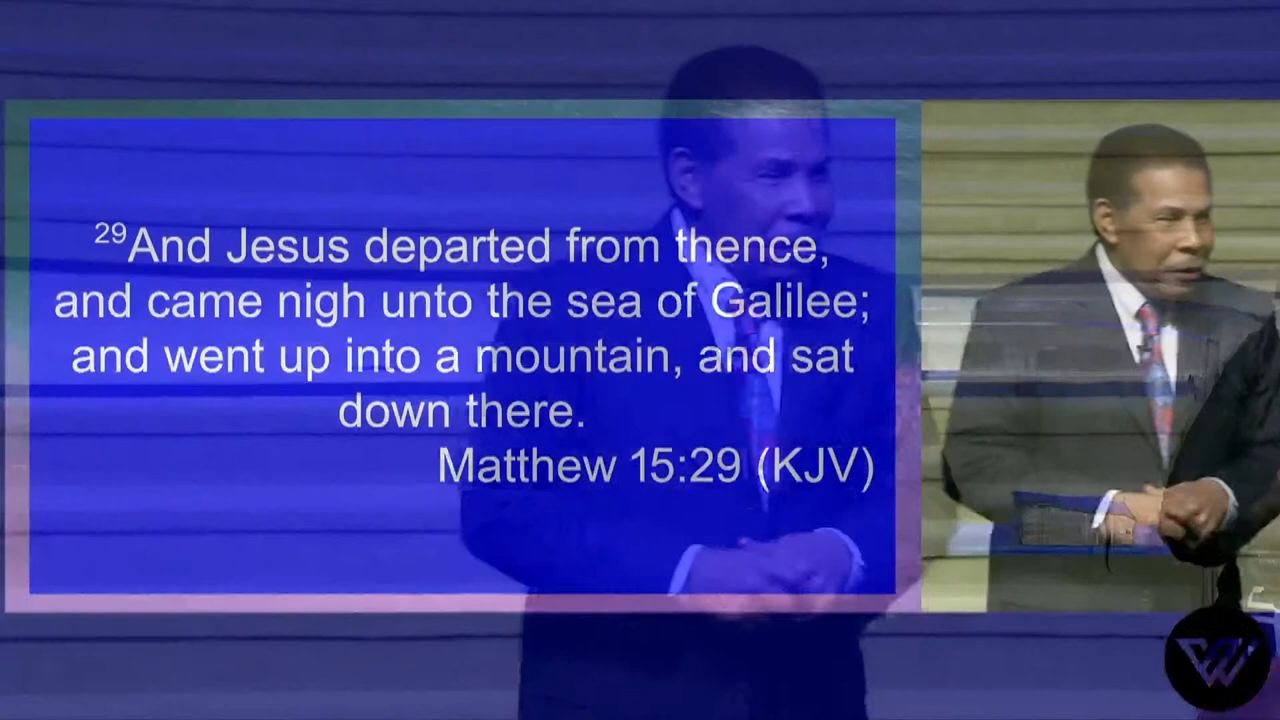 29And Jesus departed from thence,
and came nigh unto the sea of Galilee;
and went up into a mountain, and sat
down there.
Matthew 15:29 (KJV)